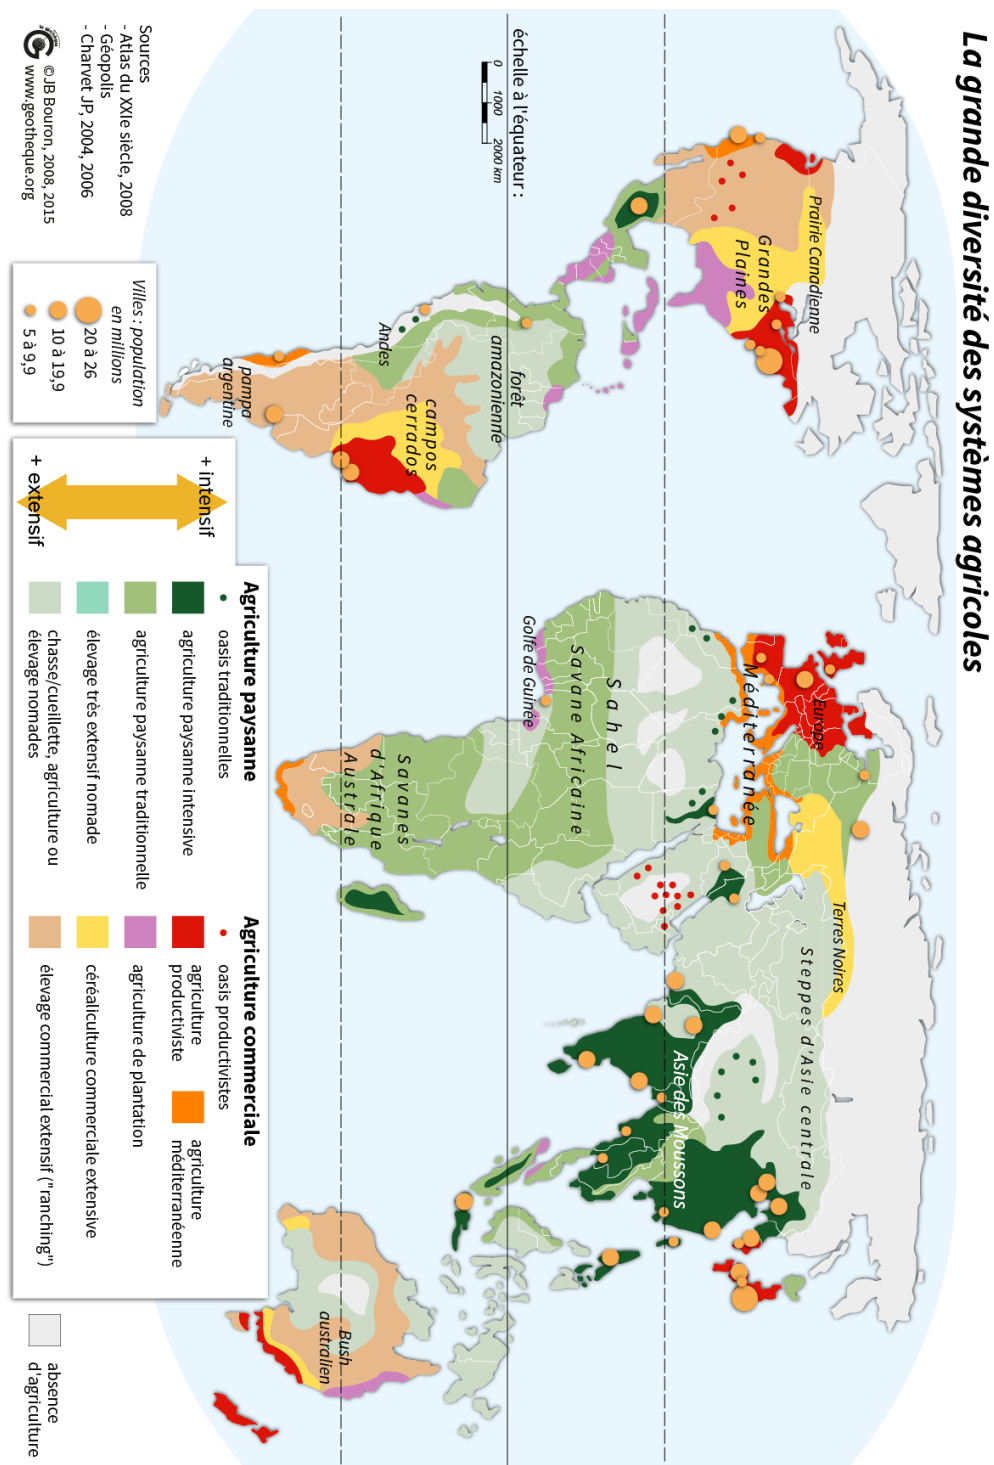 La grande diversité des systèmes agricoles
Prairie Canadienne
Grandes
Plaines
Europe
Méditerranée
Terres Noires
Steppes d'Asie centrale
Asie des Moussons
Sahel
Savane Africaine
Golfe de Guinée
Savanes
d'Afrique
Australe
forêt
amazonienne
campos
cerrados
Andes
pampa
argentine
Bush
australien
échelle à l'équateur :
0 1000 2000 km
Sources
- Atlas du XXIe siècle, 2008
- Géopolis
- Charvet JP, 2004, 2006
©JB Bouron, 2008, 2015
www.geotheque.org
Villes : population
en millions
20 à 26
10 à 19,9
5 à 9,9
+ intensif
+ extensif
Agriculture paysanne
oasis traditionnelles
agriculture paysanne intensive
agriculture paysanne traditionnelle
élevage très extensif nomade
chasse/cueillette, agriculture ou
élevage nomades
Agriculture commerciale
oasis productivistes
agriculture
productiviste
agriculture
méditerranéenne
agriculture de plantation
céréaliculture commerciale extensive
élevage commercial extensif ("ranching")
absence
d'agriculture